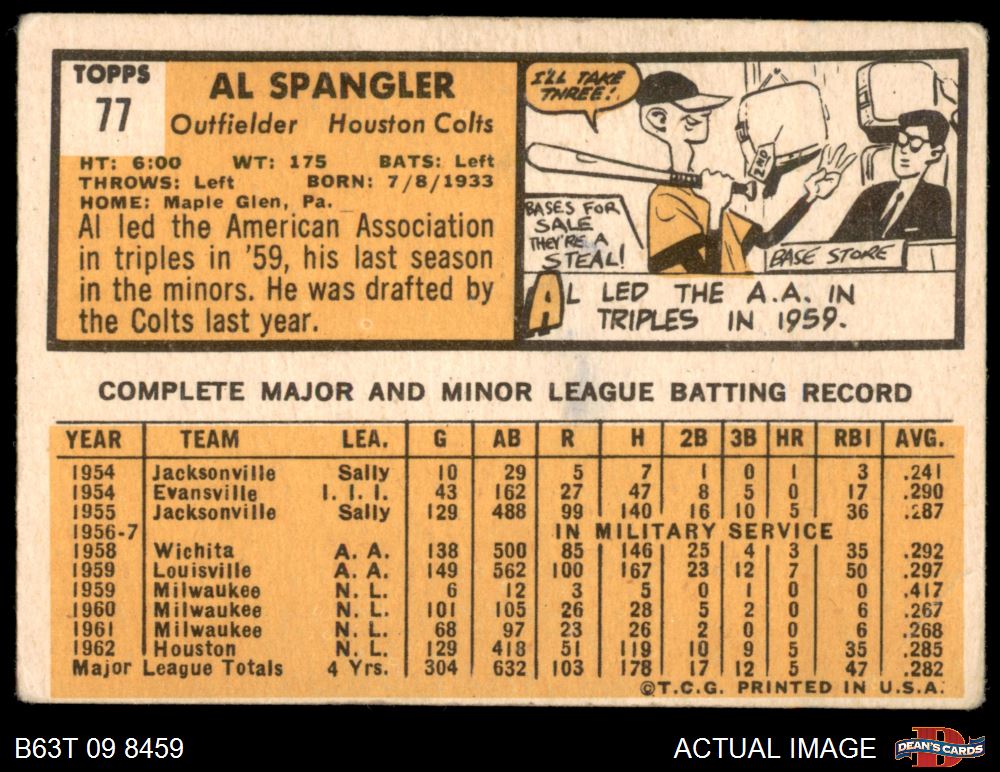 TOPPS
77
AL SPANGLER
Outfielder Houston Colts
HT: 6:00 WT: 175 BATS: Left
THROWS: Left BORN: 7/8/1933
HOME: Maple Glen, Pa.
Al led the American Association
in triples in '59, his last season
in the minors. He was drafted by
the Colts last year.
I'LL TAKE
THREE!
2ND
BASES FOR
SALE
THEY'RE A
STEAL!
BASE STORE
AL LED THE A.A. IN
TRIPLES IN 1959.
COMPLETE MAJOR AND MINOR LEAGUE BATTING RECORD
YEAR TEAM LEA. G AB R H 2B 3B HR RBI AVG.
1954 Jacksonville Sally 10 29 5 7 1 0 1 3 .241
1954 Evansville I. I. I. 43 162 27 47 8 5 0 17 .290
1955 Jacksonville Sally 129 488 99 140 16 10 5 36 .287
1956-7 IN MILITARY SERVICE
1958 Wichita A. A. 138 500 85 146 25 4 3 35 .292
1959 Louisville A. A. 149 562 100 167 23 12 7 50 .297
1959 Milwaukee N. L. 6 12 3 5 0 1 0 0 .417
1960 Milwaukee N. L. 101 105 26 28 5 2 0 6 .267
1961 Milwaukee N. L. 68 97 23 26 2 0 0 6 .268
1962 Houston N. L. 129 418 51 119 10 9 5 35 .285
Major League Totals 4 Yrs. 304 632 103 178 17 12 5 47 .282
©T.C.G. PRINTED IN U.S.A.
B63T 09 8459
ACTUAL IMAGE
D
DEAN'S CARDS